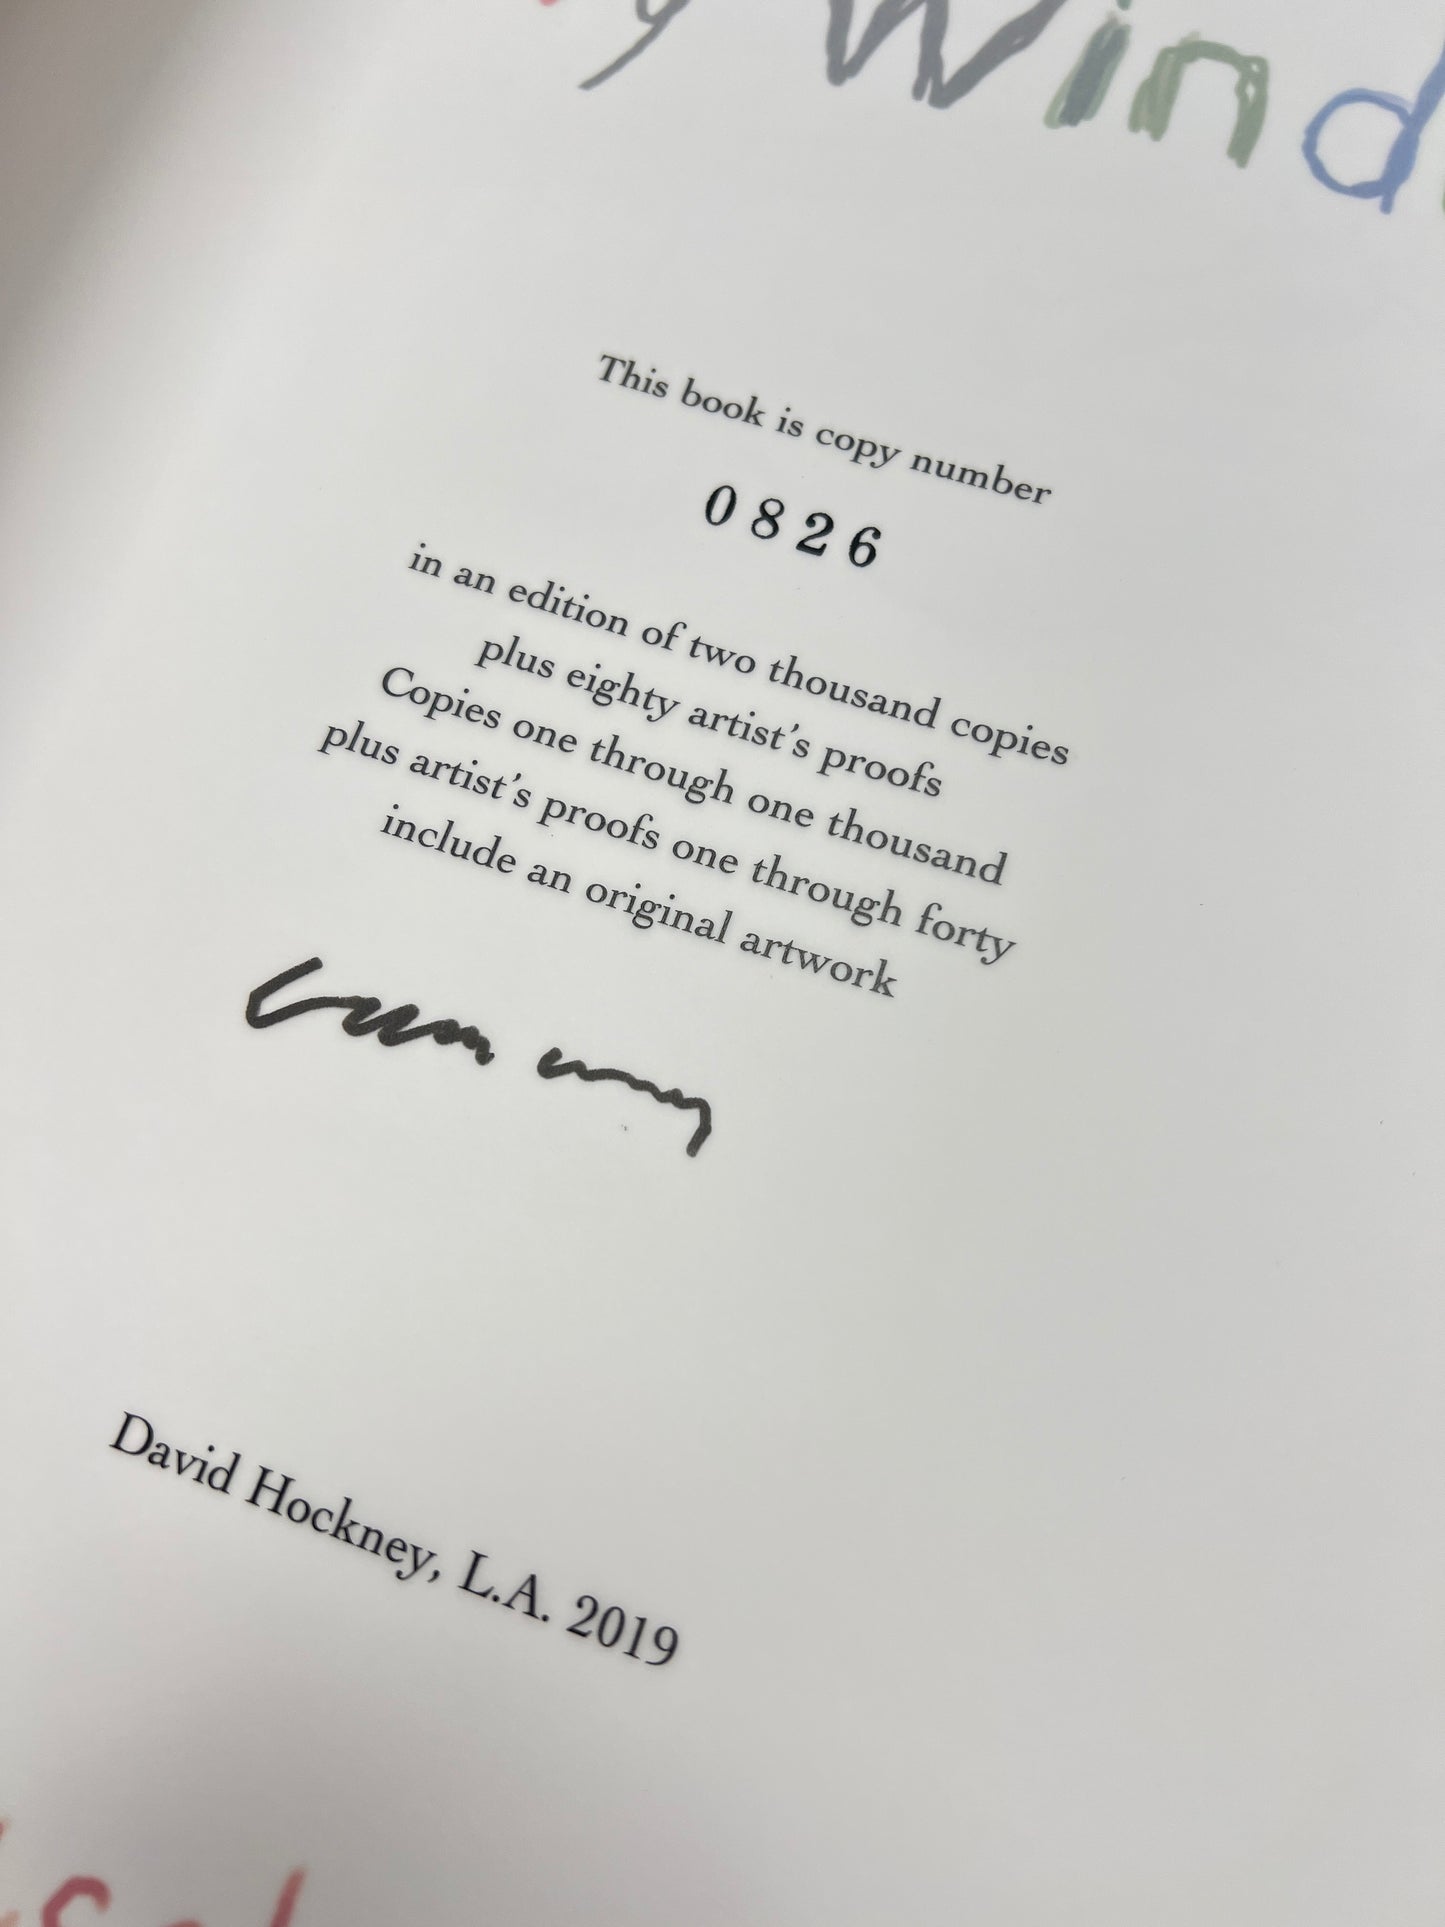 y Wind
This book is copy number
0826
in an edition of two thousand copies
plus eighty artist's proofs
Copies one through one thousand
plus artist's proofs one through forty
include an original artwork
David Hockney, L.A. 2019